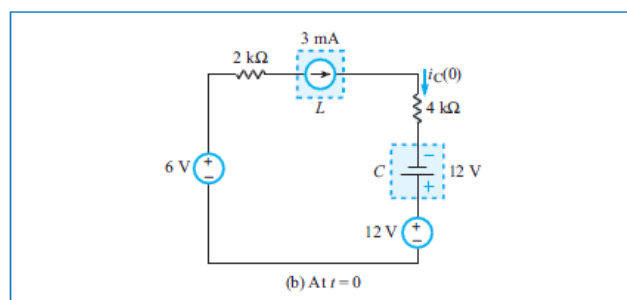 3 mA
2 kΩ
iC(0)
L
4 kΩ
6 V
+
−
C
−
+
12 V
12 V
+
−
(b) At t = 0